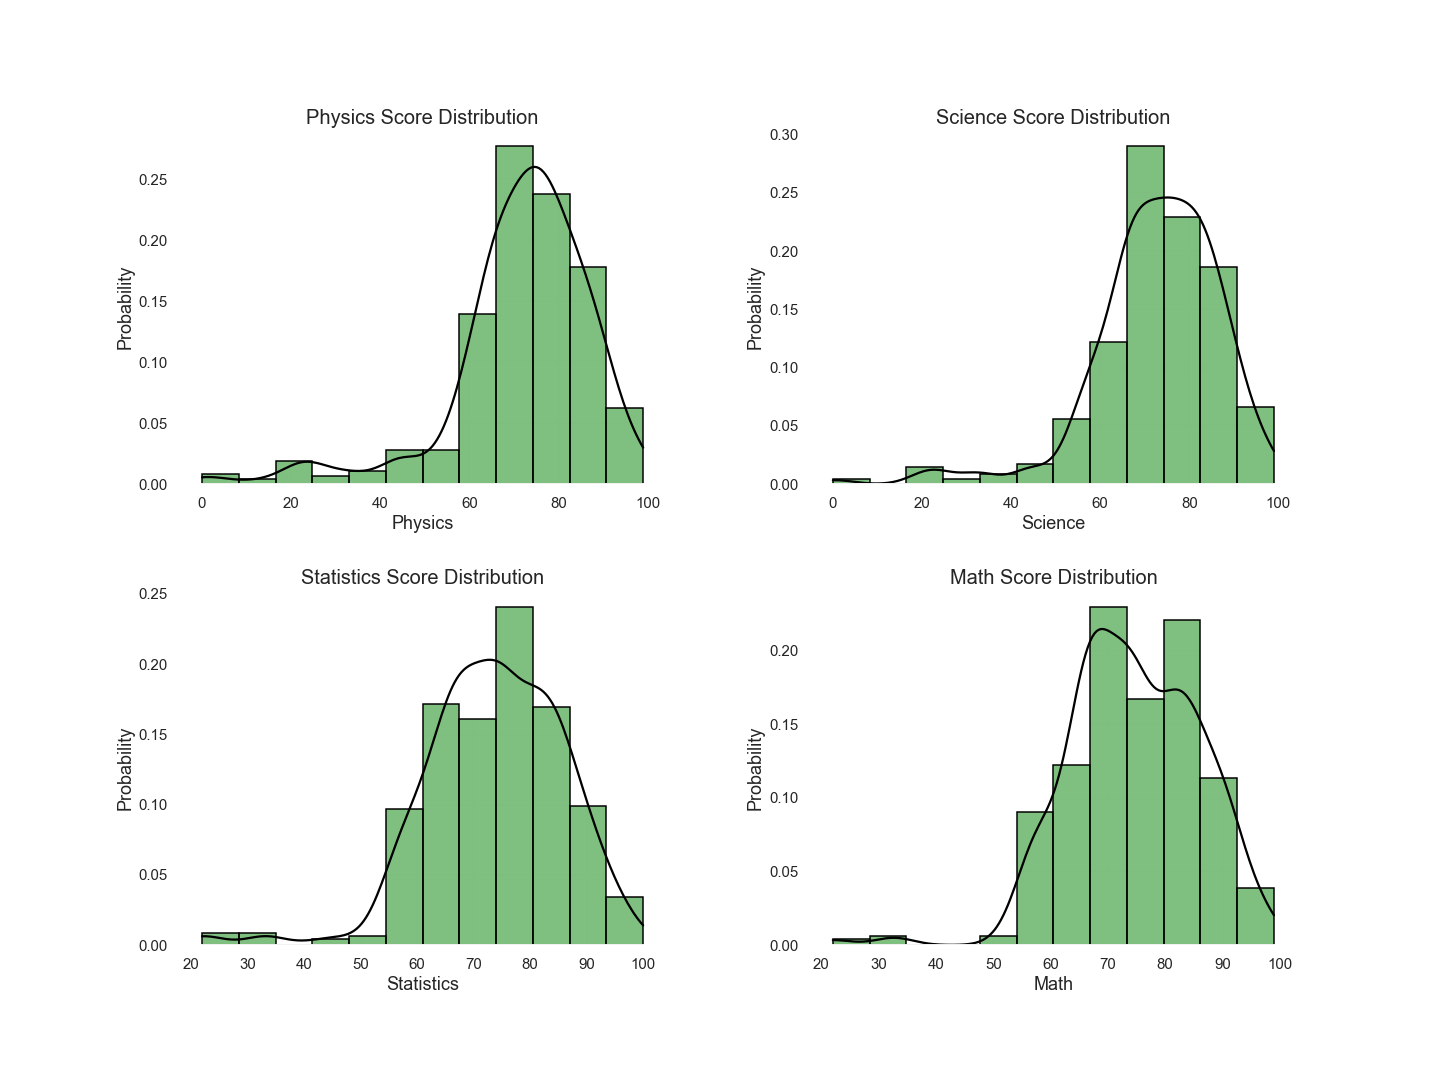 Physics Score Distribution
0.25
0.20
0.15
0.10
0.05
0.00
Probability
0 20 40 60 80 100
Physics
Science Score Distribution
0.30
0.25
0.20
0.15
0.10
0.05
0.00
Probability
0 20 40 60 80 100
Science
Statistics Score Distribution
0.25
0.20
0.15
0.10
0.05
0.00
Probability
20 30 40 50 60 70 80 90 100
Statistics
Math Score Distribution
0.20
0.15
0.10
0.05
0.00
Probability
20 30 40 50 60 70 80 90 100
Math